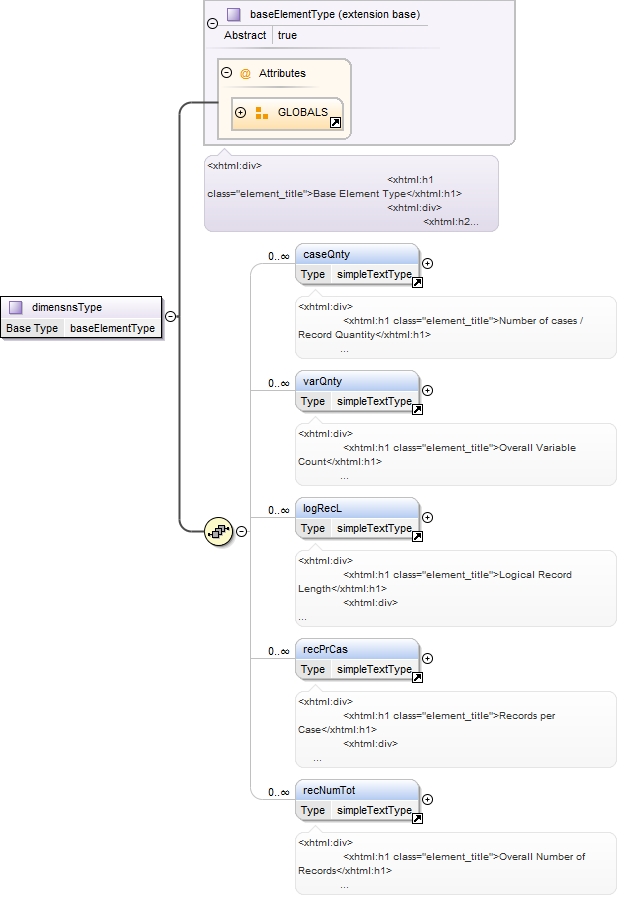 baseElementType (extension base)
Abstract true
@ Attributes
GLOBALS
<xhtml:div>
<xhtml:h1
class="element_title">Base Element Type</xhtml:h1>
<xhtml:div>
<xhtml:h2...
dimensnsType
Base Type baseElementType
0..∞ caseQnty
Type simpleTextType
<xhtml:div>
<xhtml:h1 class="element_title">Number of cases /
Record Quantity</xhtml:h1>
...
0..∞ varQnty
Type simpleTextType
<xhtml:div>
<xhtml:h1 class="element_title">Overall Variable
Count</xhtml:h1>
...
0..∞ logRecL
Type simpleTextType
<xhtml:div>
<xhtml:h1 class="element_title">Logical Record
Length</xhtml:h1>
<xhtml:div>
...
0..∞ recPrCas
Type simpleTextType
<xhtml:div>
<xhtml:h1 class="element_title">Records per
Case</xhtml:h1>
<xhtml:div>
...
0..∞ recNumTot
Type simpleTextType
<xhtml:div>
<xhtml:h1 class="element_title">Overall Number of
Records</xhtml:h1>
...